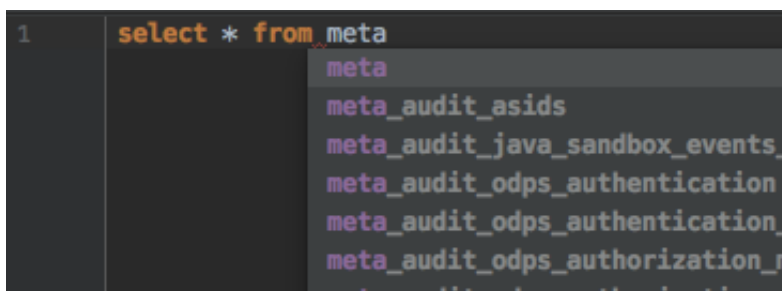 1 select * from meta
meta
meta_audit_asids
meta_audit_java_sandbox_events_
meta_audit_odps_authentication
meta_audit_odps_authentication_
meta_audit_odps_authorization_